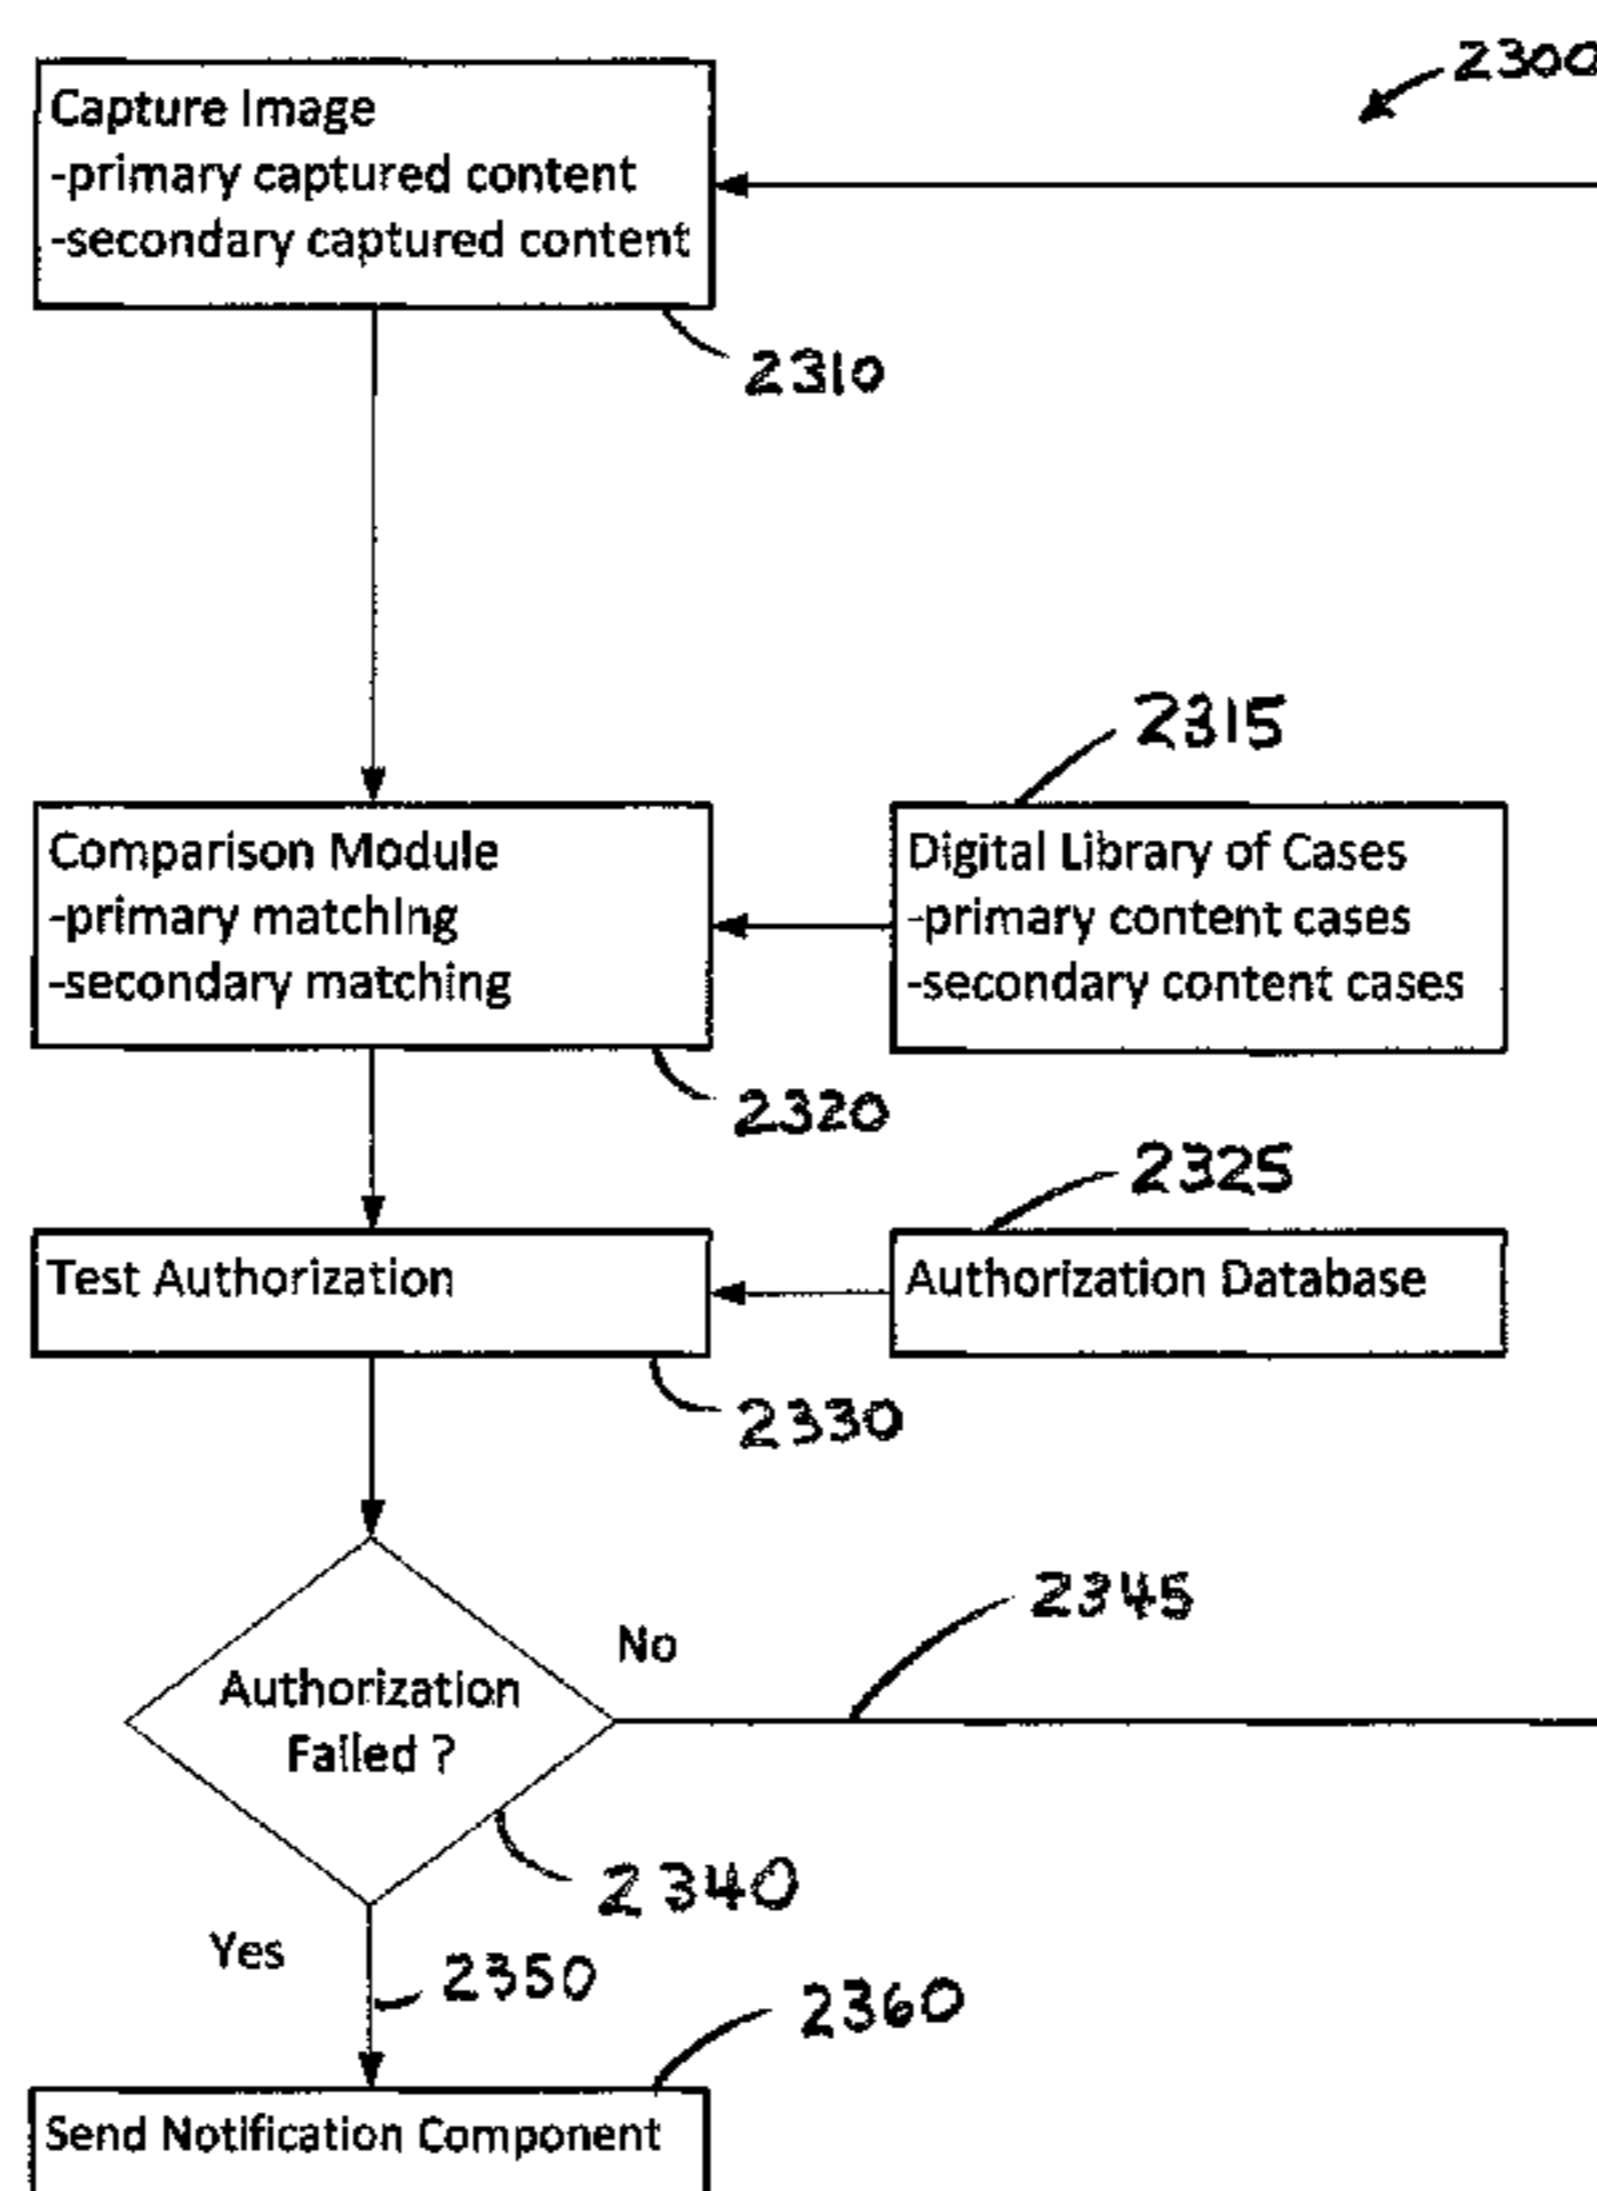 2300
Capture Image
-primary captured content
-secondary captured content
2310
2315
Comparison Module
-primary matching
-secondary matching
Digital Library of Cases
-primary content cases
-secondary content cases
2320
2325
Test Authorization
Authorization Database
2330
2345
No
Authorization
Failed ?
2340
Yes
2350
2360
Send Notification Component